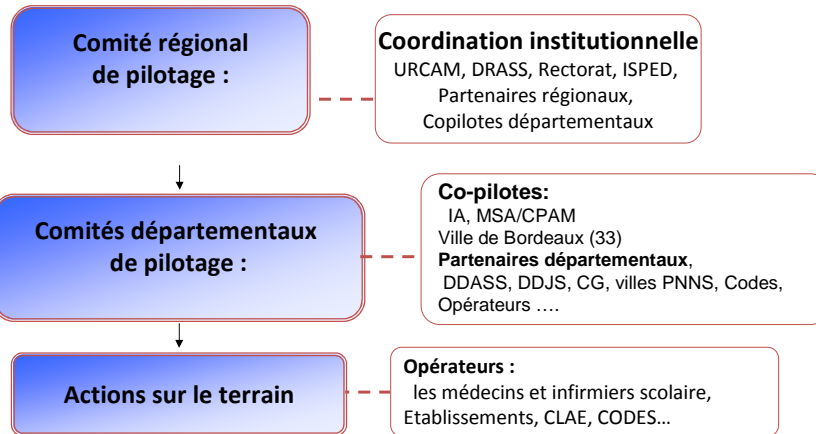 Comité régional
de pilotage :
Coordination institutionnelle
URCAM, DRASS, Rectorat, ISPED,
Partenaires régionaux,
Copilotes départementaux
Comités départementaux
de pilotage :
Co-pilotes:
IA, MSA/CPAM
Ville de Bordeaux (33)
Partenaires départementaux,
DDASS, DDJS, CG, villes PNNS, Codes,
Opérateurs ….
Actions sur le terrain
Opérateurs :
les médecins et infirmiers scolaire,
Etablissements, CLAE, CODES…